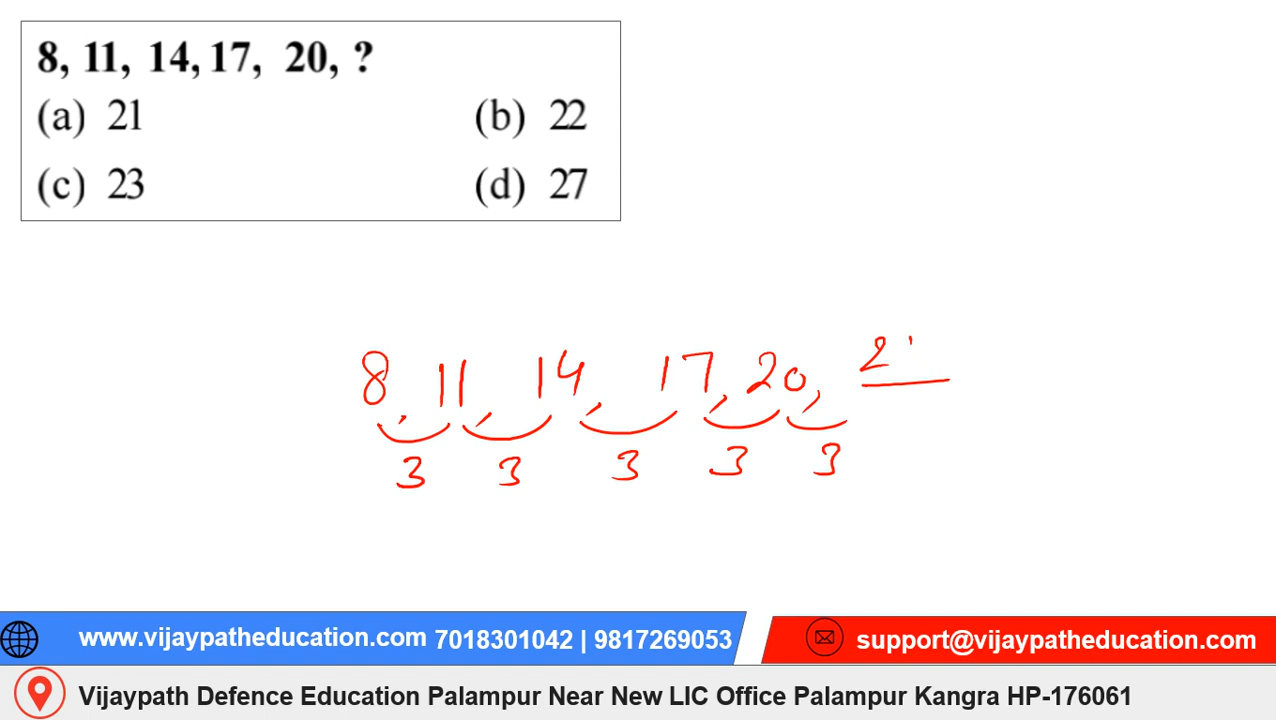 8, 11, 14, 17, 20, ?
(a) 21 (b) 22
(c) 23 (d) 27
8, 11, 14, 17, 20, 2
3 3 3 3 3
www.vijaypatheducation.com 7018301042 | 9817269053 support@vijaypatheducation.com
Vijaypath Defence Education Palampur Near New LIC Office Palampur Kangra HP-176061